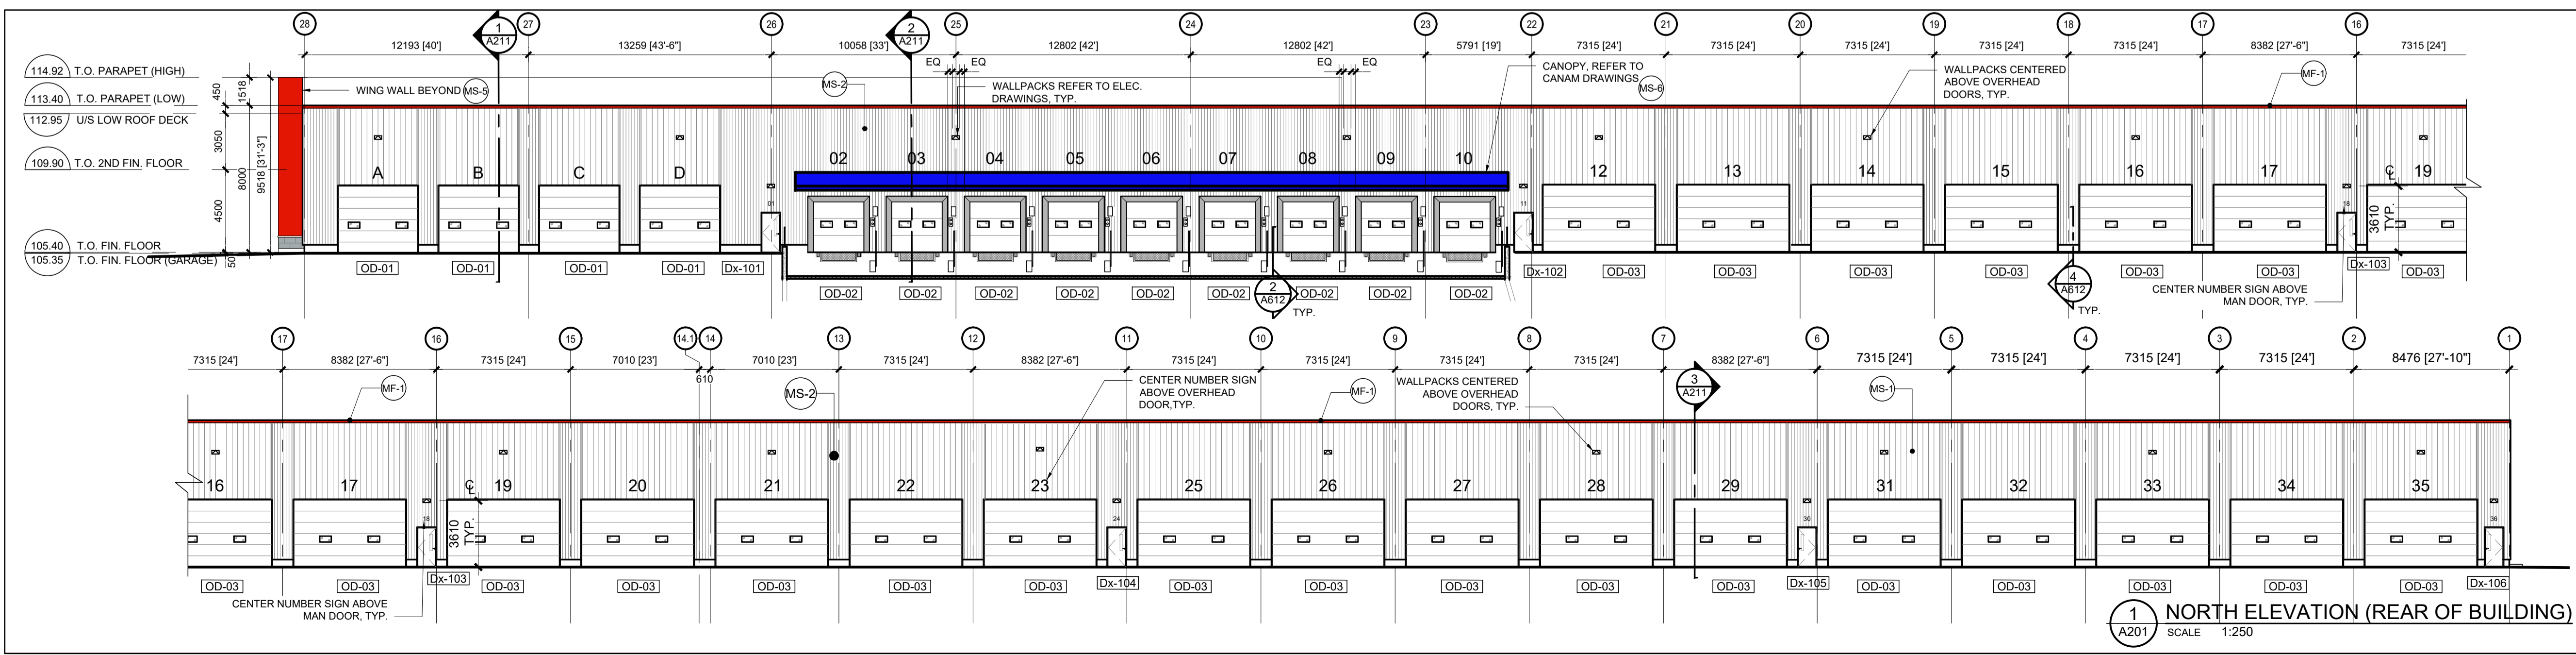 28 1 A211 27 26 2 A211 25 24 23 22 21 20 19 18 17 16
12193 [40'] 13259 [43'-6"] 10058 [33'] 12802 [42'] 12802 [42'] 5791 [19'] 7315 [24'] 7315 [24'] 7315 [24'] 7315 [24'] 7315 [24'] 8382 [27'-6"] 7315 [24']
EQ EQ EQ EQ
114.92 T.O. PARAPET (HIGH)
113.40 T.O. PARAPET (LOW)
112.95 U/S LOW ROOF DECK
109.90 T.O. 2ND FIN. FLOOR
105.40 T.O. FIN. FLOOR
105.35 T.O. FIN. FLOOR (GARAGE)
450 1518
3050 8000 9518 [31'-3"]
4500
50
WING WALL BEYOND MS-5
MS-2
WALLPACKS REFER TO ELEC.
DRAWINGS, TYP.
CANOPY, REFER TO
CANAM DRAWINGS
MS-6
WALLPACKS CENTERED
ABOVE OVERHEAD
DOORS, TYP.
MF-1
A B C D 02 03 04 05 06 07 08 09 10 12 13 14 15 16 17 19
01 11 18
℄
3610
TYP.
OD-01 OD-01 OD-01 OD-01 Dx-101 Dx-102 OD-03 OD-03 OD-03 OD-03 OD-03 OD-03 Dx-103 OD-03
OD-02 OD-02 OD-02 OD-02 OD-02 OD-02 OD-02 OD-02 OD-02
2
A612
TYP.
4
A612
TYP.
CENTER NUMBER SIGN ABOVE
MAN DOOR, TYP.
17 16 15 14.1 14 13 12 11 10 9 8 7 6 5 4 3 2 1
7315 [24'] 8382 [27'-6"] 7315 [24'] 7010 [23'] 610 7010 [23'] 7315 [24'] 8382 [27'-6"] 7315 [24'] 7315 [24'] 7315 [24'] 7315 [24'] 8382 [27'-6"] 7315 [24'] 7315 [24'] 7315 [24'] 7315 [24'] 8476 [27'-10"]
MF-1
MS-2
CENTER NUMBER SIGN
ABOVE OVERHEAD
DOOR,TYP.
MF-1
WALLPACKS CENTERED
ABOVE OVERHEAD
DOORS, TYP.
3
A211
MS-1
16 17 19 20 21 22 23 25 26 27 28 29 31 32 33 34 35
18 24 30 36
℄
3610
TYP.
OD-03 OD-03 Dx-103 OD-03 OD-03 OD-03 OD-03 OD-03 Dx-104 OD-03 OD-03 OD-03 OD-03 OD-03 Dx-105 OD-03 OD-03 OD-03 OD-03 OD-03 Dx-106
CENTER NUMBER SIGN ABOVE
MAN DOOR, TYP.
1
A201
NORTH ELEVATION (REAR OF BUILDING)
SCALE 1:250